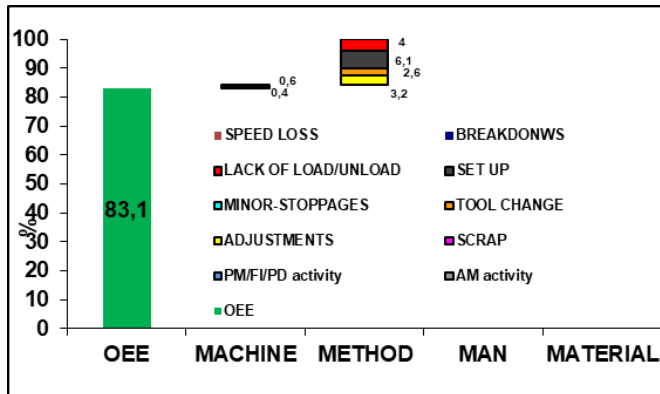 100
90
80
70
60
50
40
30
20
10
0
%
83,1
0,6
0,4
4
6,1
2,6
3,2
SPEED LOSS
BREAKDONWS
LACK OF LOAD/UNLOAD
SET UP
MINOR-STOPPAGES
TOOL CHANGE
ADJUSTMENTS
SCRAP
PM/FI/PD activity
AM activity
OEE
OEE
MACHINE
METHOD
MAN
MATERIAL